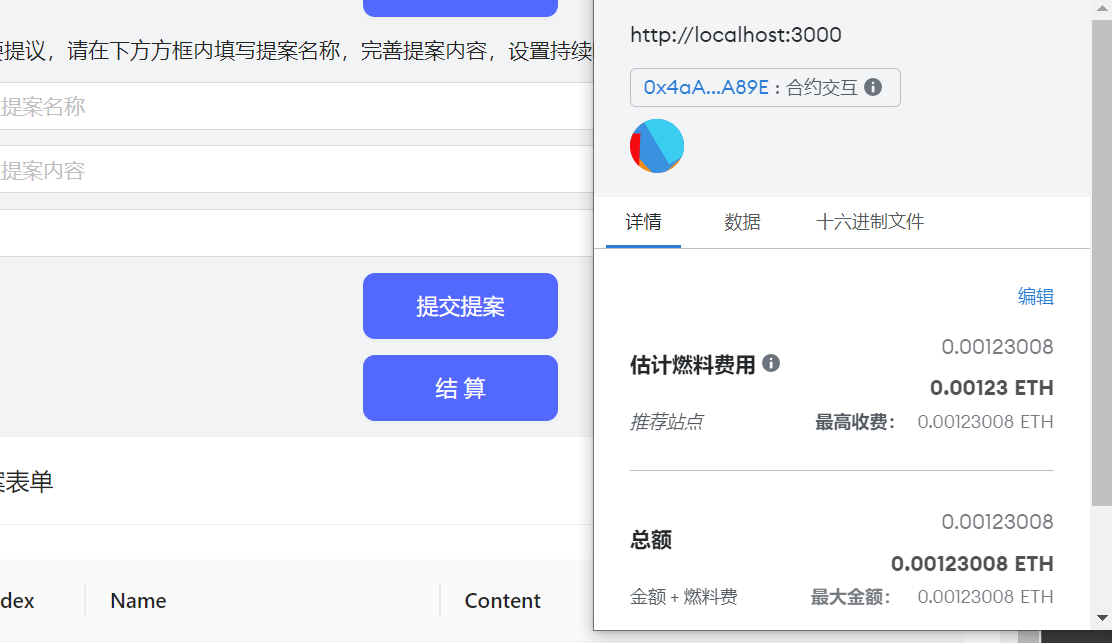 提议，请在下方方框内填写提案名称，完善提案内容，设置持续
提案名称
提案内容
提交提案
结 算
表单
dex
Name
Content
http://localhost:3000
0x4aA...A89E : 合约交互
详情
数据
十六进制文件
编辑
0.00123008
估计燃料费用
0.00123 ETH
推荐站点
最高收费：
0.00123008 ETH
0.00123008
总额
0.00123008 ETH
金额 + 燃料费
最大金额：
0.00123008 ETH